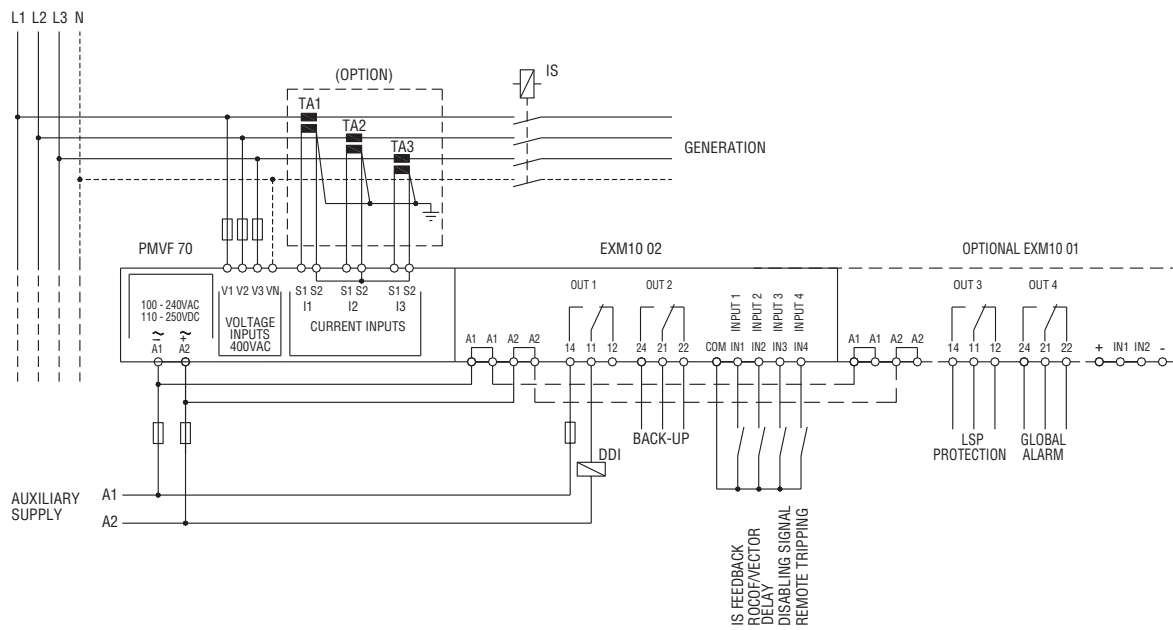 L1 L2 L3 N
(OPTION)
IS
TA1
TA2
TA3
GENERATION
PMVF 70
EXM10 02
OPTIONAL EXM10 01
100 - 240VAC
110 - 250VDC
~ ~
- +
A1 A2
V1 V2 V3 VN
VOLTAGE
INPUTS
400VAC
S1 S2 S1 S2 S1 S2
I1 I2 I3
CURRENT INPUTS
OUT 1
OUT 2
INPUT 1
INPUT 2
INPUT 3
INPUT 4
OUT 3
OUT 4
A1 A1 A2 A2
14 11 12
24 21 22
COM IN1 IN2 IN3 IN4
A1 A1 A2 A2
14 11 12
24 21 22
+ IN1 IN2 -
BACK-UP
LSP
PROTECTION
GLOBAL
ALARM
DDI
AUXILIARY
SUPPLY
A1
A2
IS FEEDBACK
ROCOF/VECTOR
DELAY
DISABLING SIGNAL
REMOTE TRIPPING